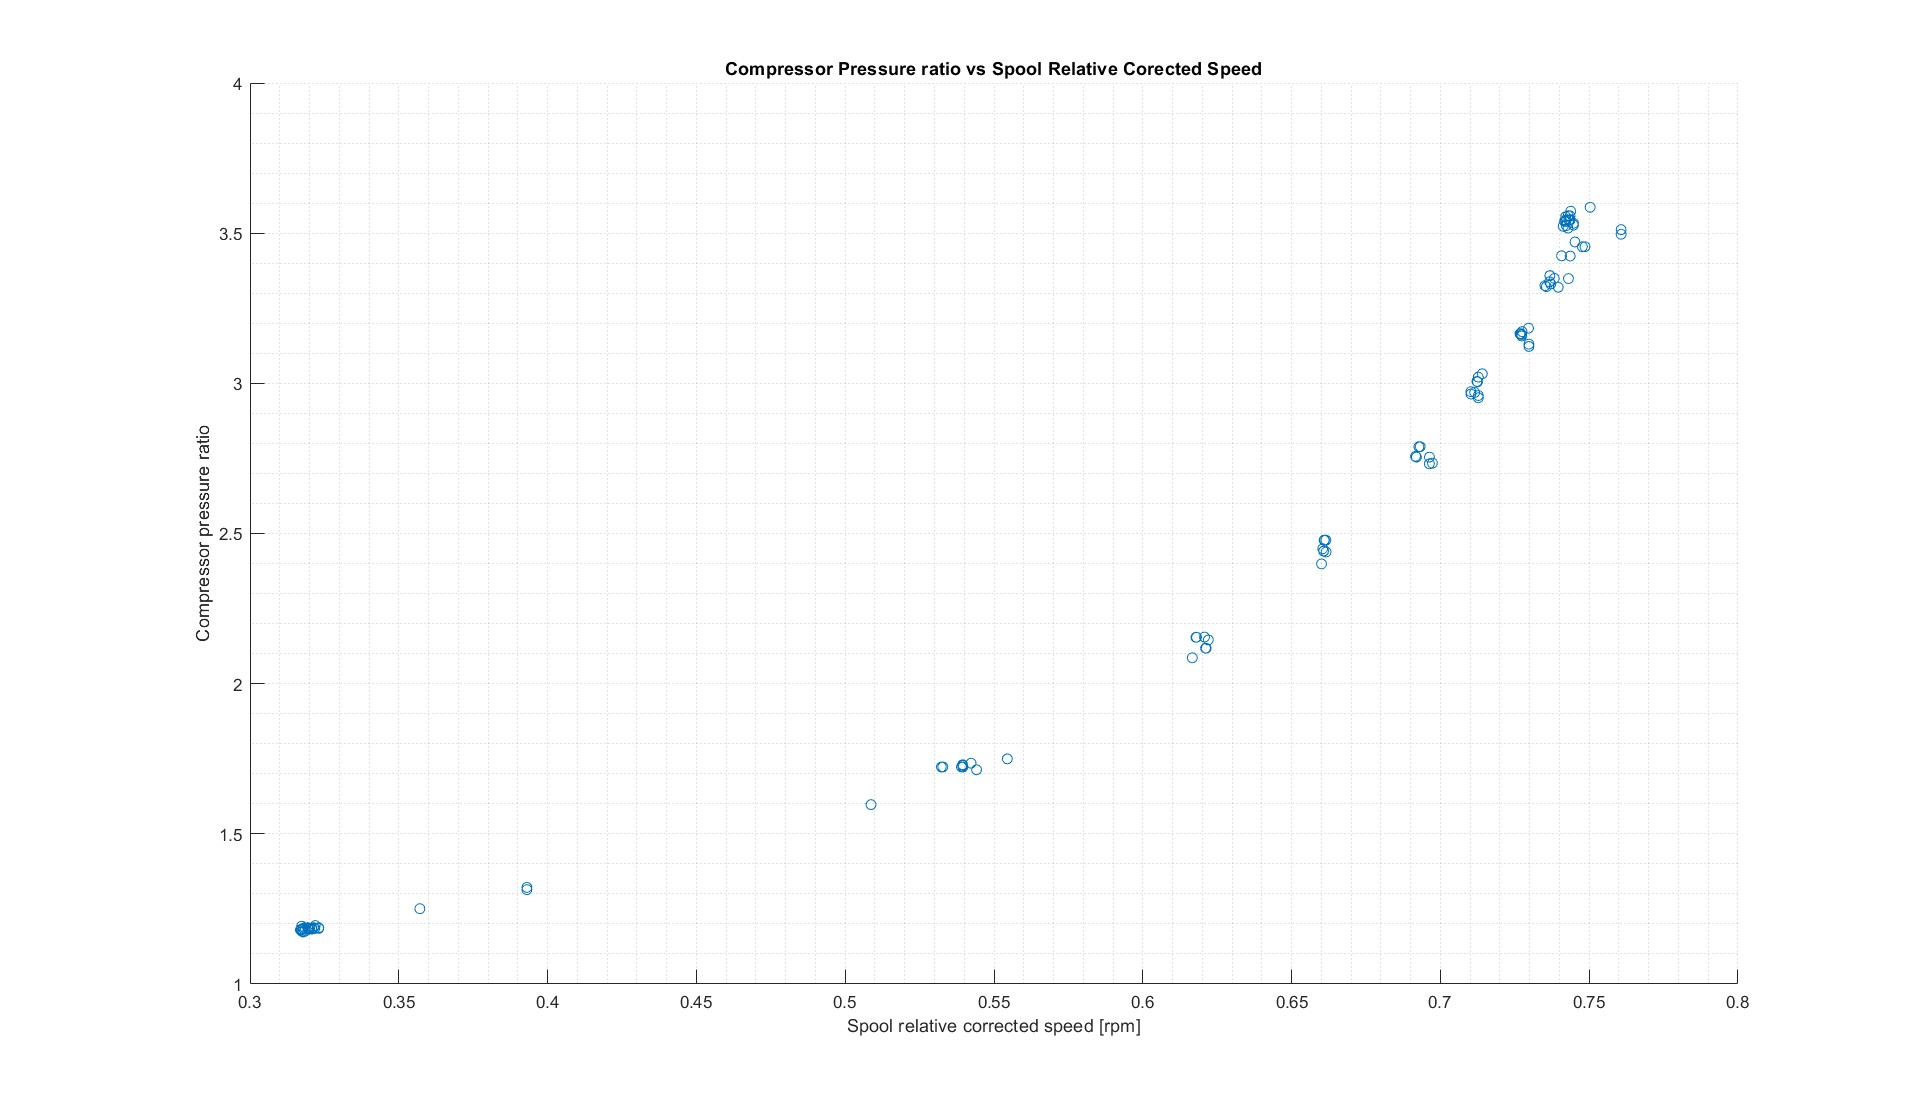 Compressor Pressure ratio vs Spool Relative Corected Speed
4
3.5
3
2.5
2
1.5
1
Compressor pressure ratio
0.3 0.35 0.4 0.45 0.5 0.55 0.6 0.65 0.7 0.75 0.8
Spool relative corrected speed [rpm]